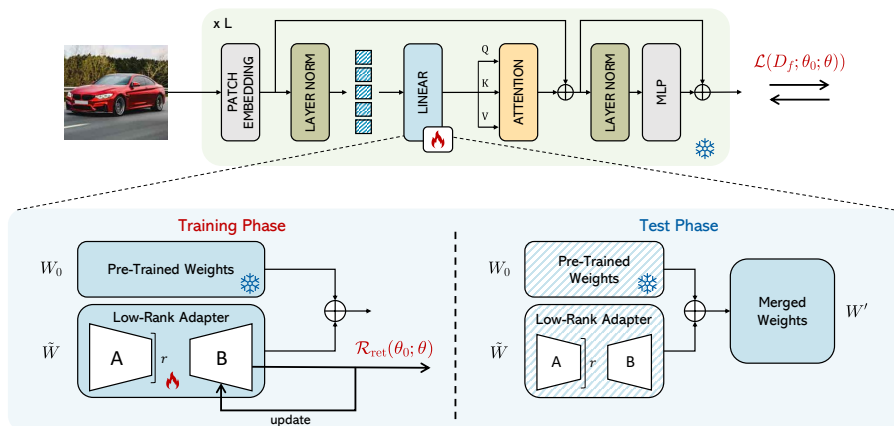 x L
PATCH
EMBEDDING
LAYER NORM
LINEAR
Q
K
V
ATTENTION
LAYER NORM
MLP
ℒ(D_f; θ_0; θ))
Training Phase
W_0
Pre-Trained Weights
Low-Rank Adapter
W̃
A
r
B
ℛ_ret(θ_0; θ)
update
Test Phase
W_0
Pre-Trained
Weights
Low-Rank Adapter
W̃
A
r
B
Merged
Weights
W′